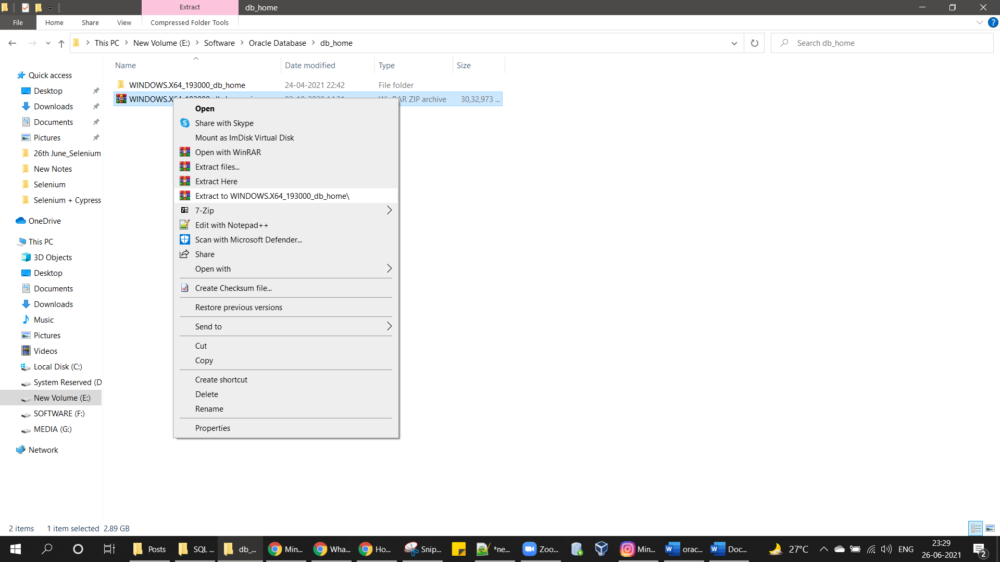 Extract
db_home
File
Home
Share
View
Compressed Folder Tools
This PC
New Volume (E:)
Software
Oracle Database
db_home
Search db_home
Name
Date modified
Type
Size
WINDOWS.X64_193000_db_home
24-04-2021 22:42
File folder
30,32,973 ...
Open
Share with Skype
Mount as ImDisk Virtual Disk
Open with WinRAR
Extract files...
Extract Here
Extract to WINDOWS.X64_193000_db_home\
7-Zip
Edit with Notepad++
Scan with Microsoft Defender...
Share
Open with
Create Checksum file...
Restore previous versions
Send to
Cut
Copy
Create shortcut
Delete
Rename
Properties
Quick access
Desktop
Downloads
Documents
Pictures
26th June_Selenium
New Notes
Selenium
Selenium + Cypress
OneDrive
This PC
3D Objects
Desktop
Documents
Downloads
Music
Pictures
Videos
Local Disk (C:)
System Reserved (D
New Volume (E:)
SOFTWARE (F:)
MEDIA (G:)
Network
2 items
1 item selected 2.89 GB
Posts
SQL ...
db_...
Min...
Wha...
Ho...
Snip...
*ne...
Zoo...
Min...
orac...
Doc...
27°C
ENG
23:29
26-06-2021
2